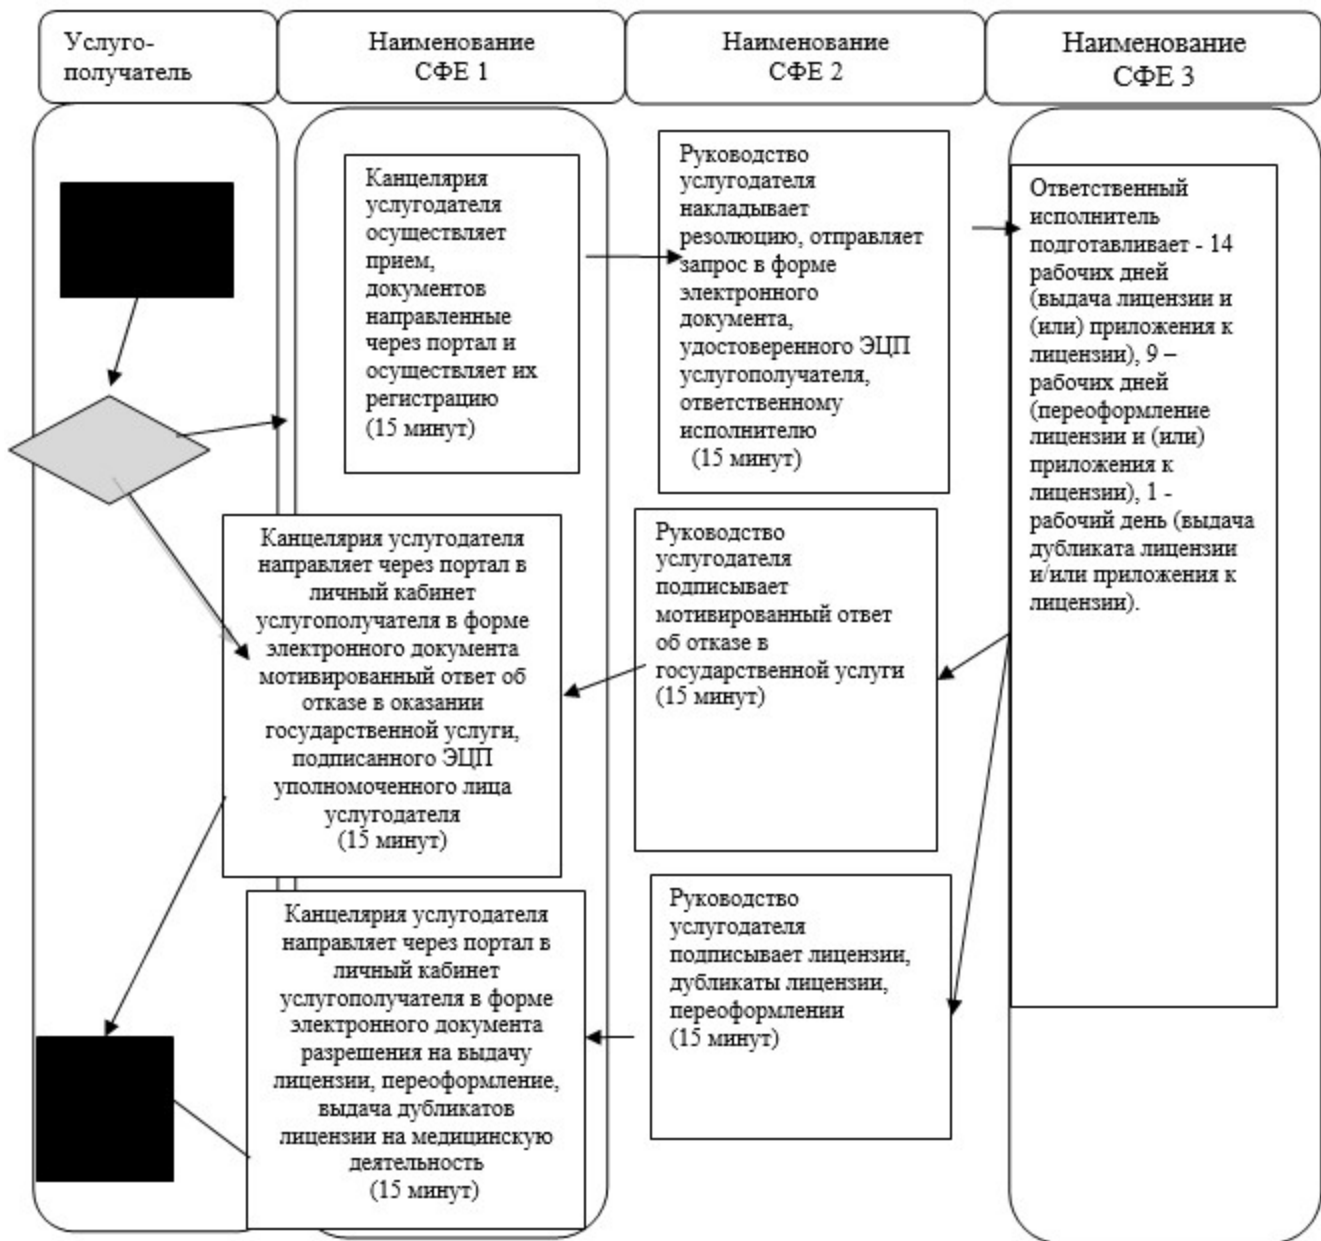 Услуго-
получатель
Наименование
СФЕ 1
Наименование
СФЕ 2
Наименование
СФЕ 3
Канцелярия
услугодателя
осуществляет
прием,
документов
направленные
через портал и
осуществляет их
регистрацию
(15 минут)
Руководство
услугодателя
накладывает
резолюцию, отправляет
запрос в форме
электронного
документа,
удостоверенного ЭЦП
услугополучателя,
ответственному
исполнителю
(15 минут)
Ответственный
исполнитель
подготавливает - 14
рабочих дней
(выдача лицензии и
(или) приложения к
лицензии), 9 –
рабочих дней
(переоформление
лицензии и (или)
приложения к
лицензии), 1 -
рабочий день (выдача
дубликата лицензии
и/или приложения к
лицензии).
Канцелярия услугодателя
направляет через портал в
личный кабинет
услугополучателя в форме
электронного документа
мотивированный ответ об
отказе в оказании
государственной услуги,
подписанного ЭЦП
уполномоченного лица
услугодателя
(15 минут)
Руководство
услугодателя
подписывает
мотивированный ответ
об отказе в
государственной услуги
(15 минут)
Канцелярия услугодателя
направляет через портал в
личный кабинет
услугополучателя в форме
электронного документа
разрешения на выдачу
лицензии, переоформление,
выдача дубликатов
лицензии на медицинскую
деятельность
(15 минут)
Руководство
услугодателя
подписывает лицензии,
дубликаты лицензии,
переоформлении
(15 минут)